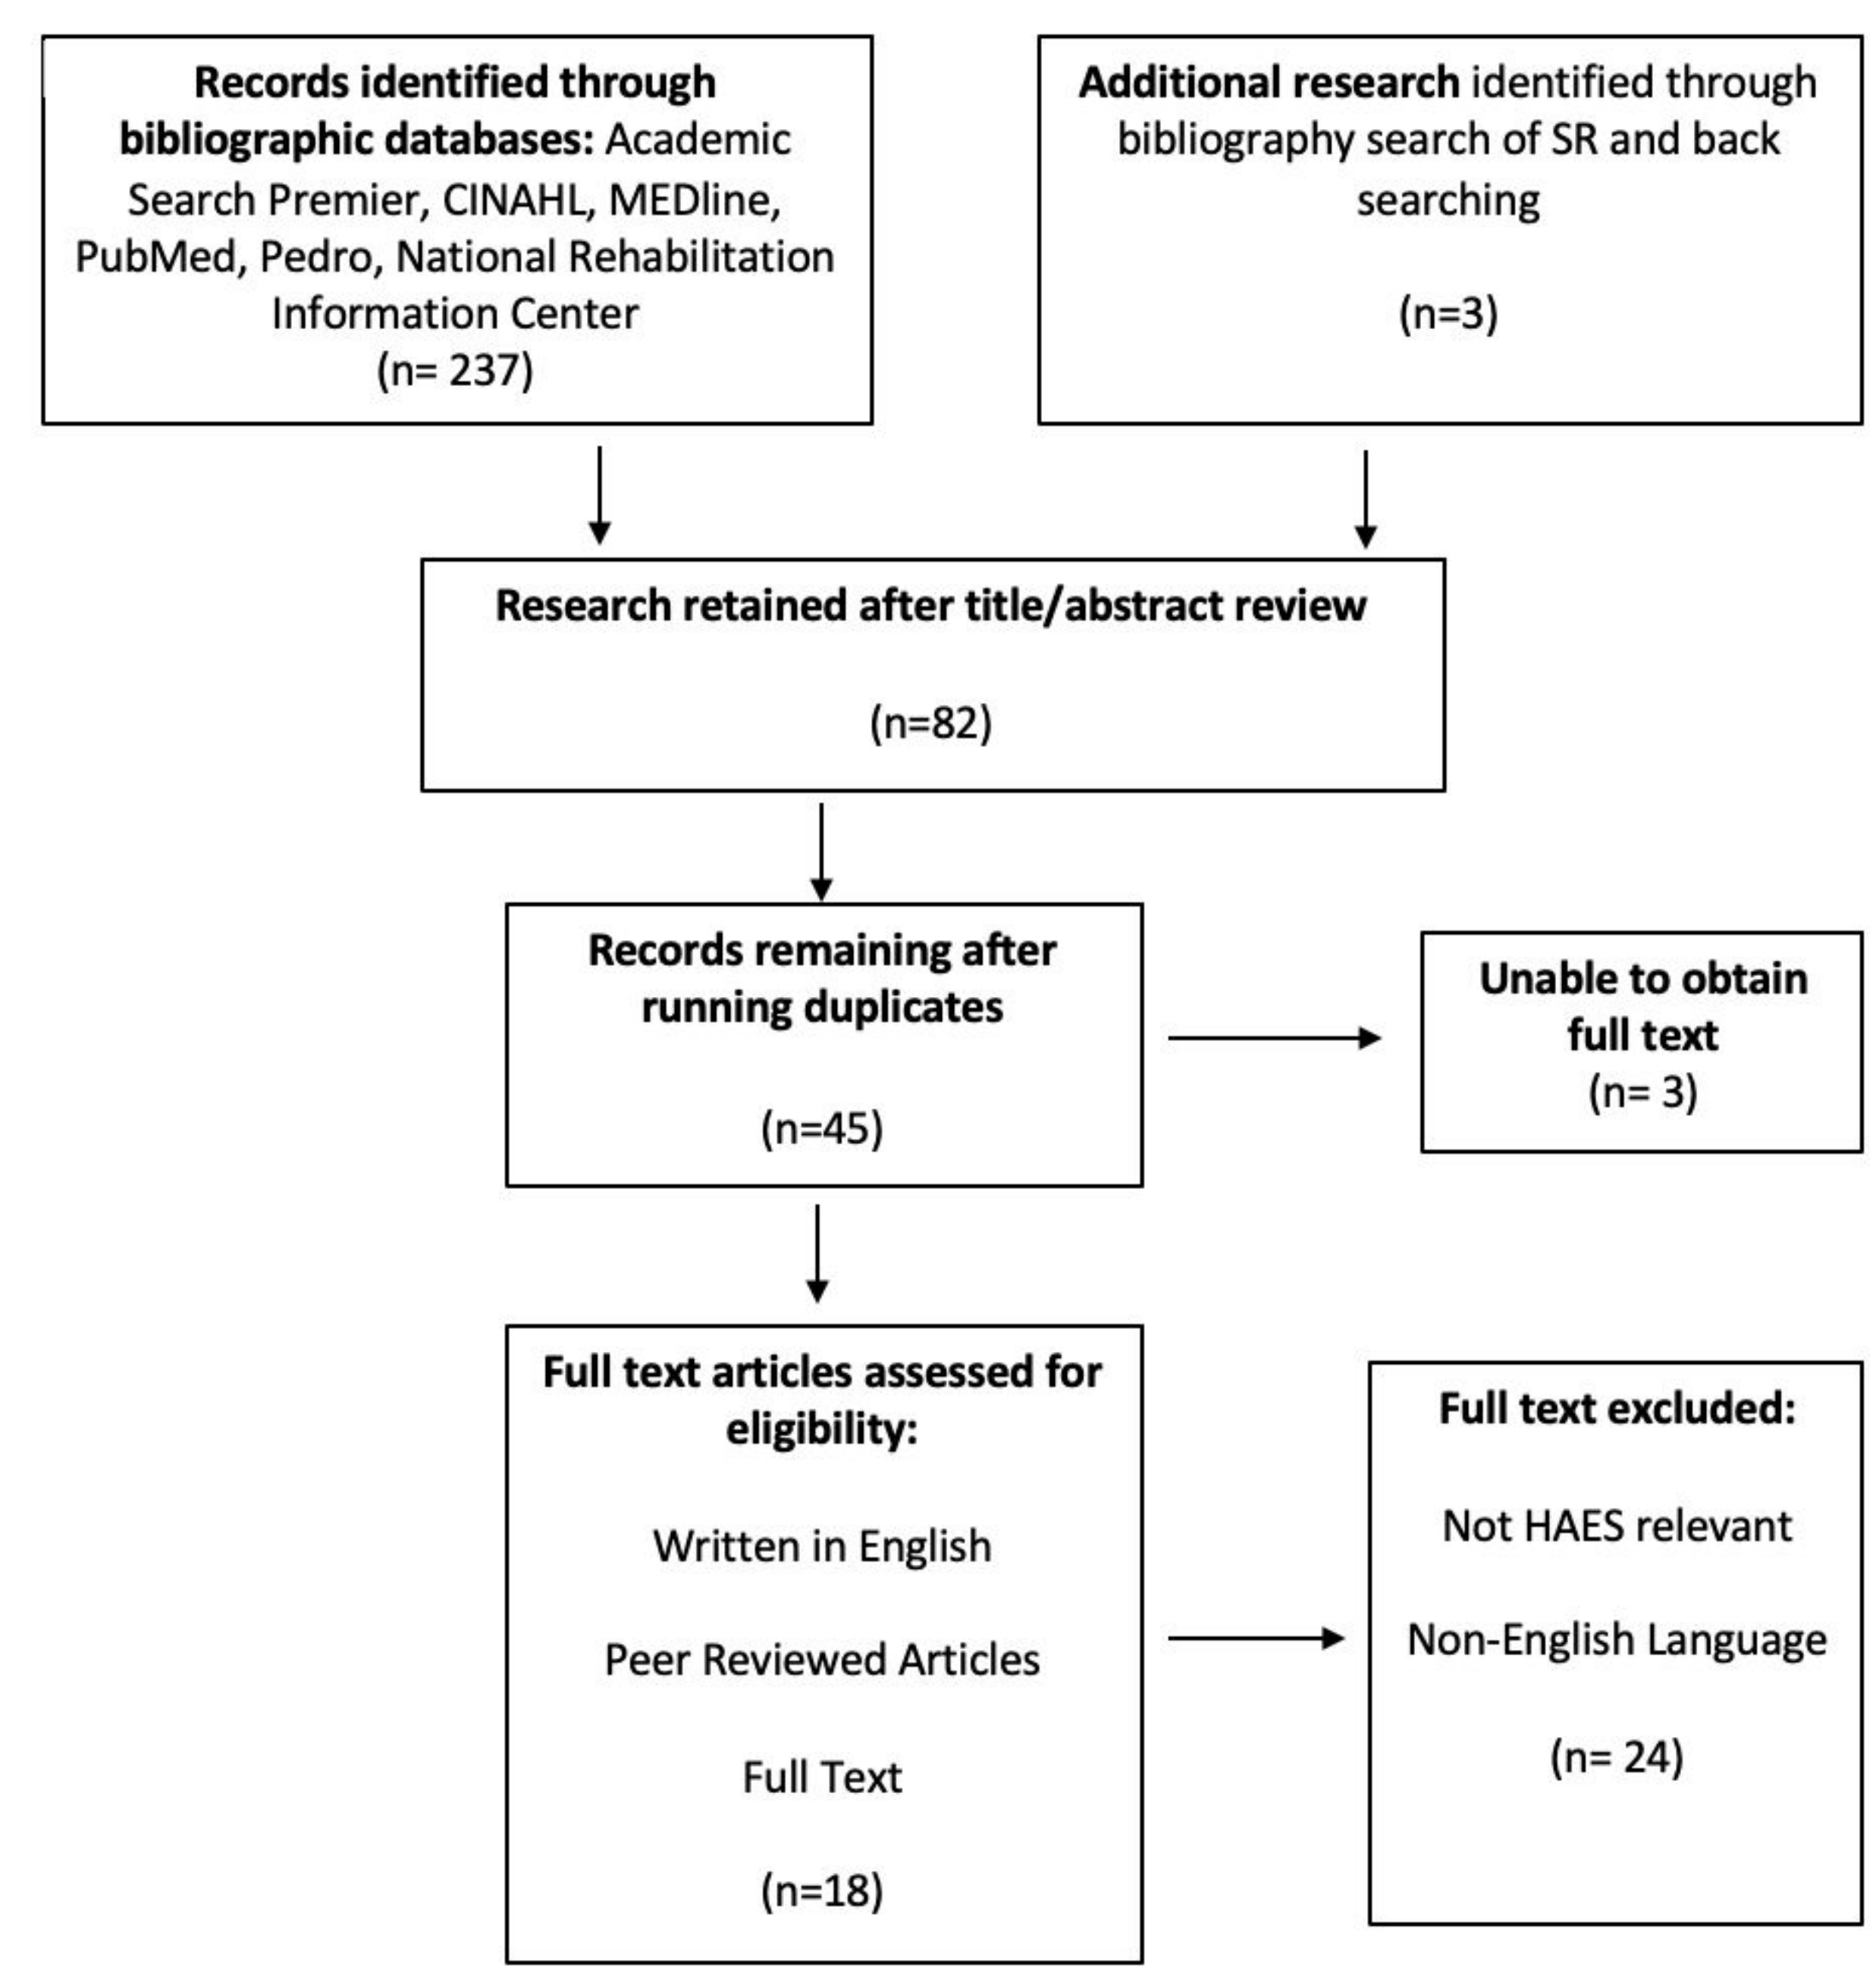 Records identified through
bibliographic databases: Academic
Search Premier, CINAHL, MEDline,
PubMed, Pedro, National Rehabilitation
Information Center
(n= 237)
Additional research identified through
bibliography search of SR and back
searching
(n=3)
Research retained after title/abstract review
(n=82)
Records remaining after
running duplicates
(n=45)
Unable to obtain
full text
(n= 3)
Full text articles assessed for
eligibility:
Written in English
Peer Reviewed Articles
Full Text
(n=18)
Full text excluded:
Not HAES relevant
Non-English Language
(n= 24)